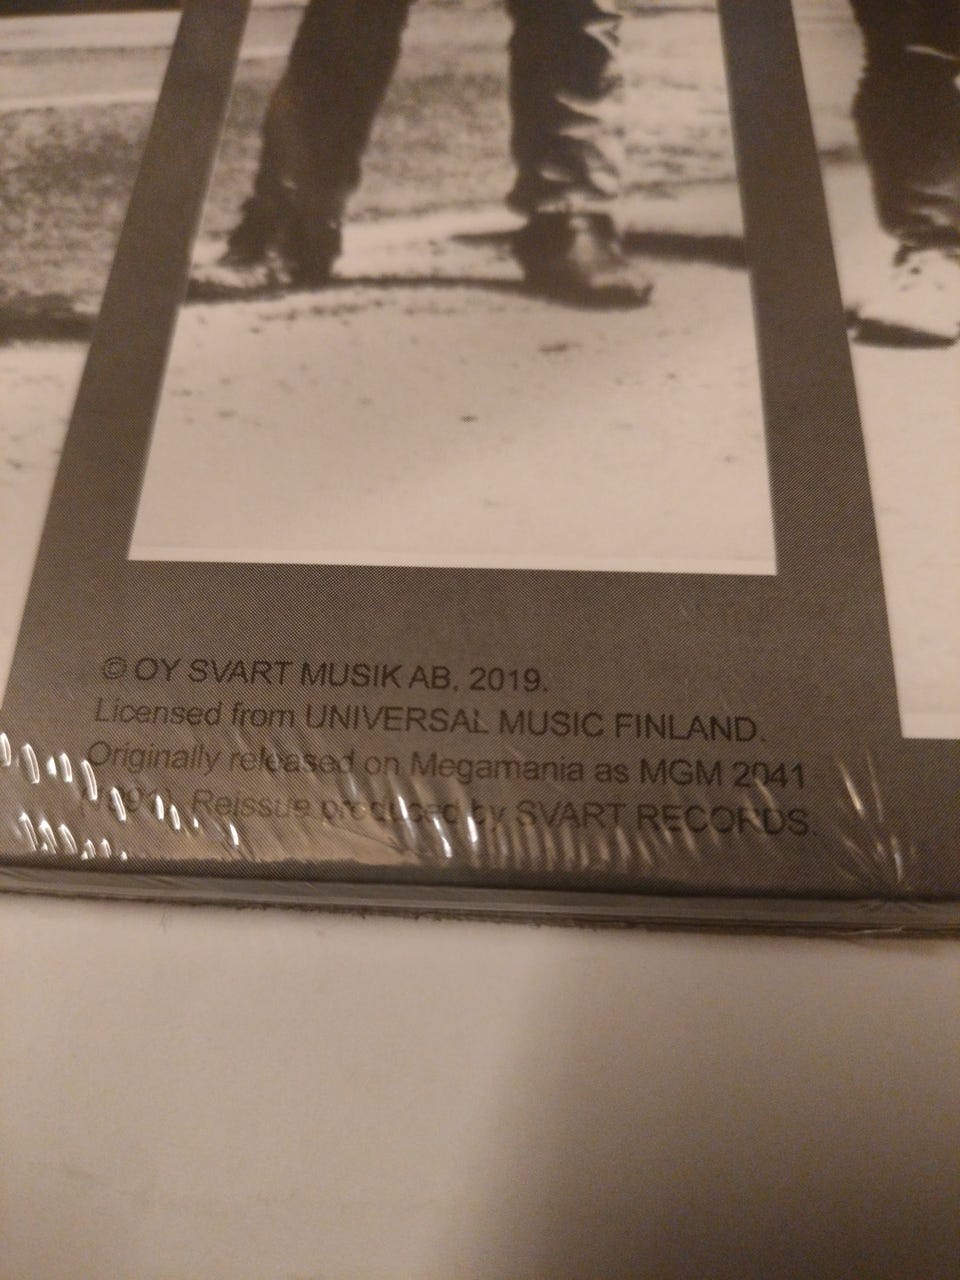 © OY SVART MUSIK AB, 2019.
Licensed from UNIVERSAL MUSIC FINLAND.
Originally released on Megamania as MGM 2041
(1991). Reissue produced by SVART RECORDS.